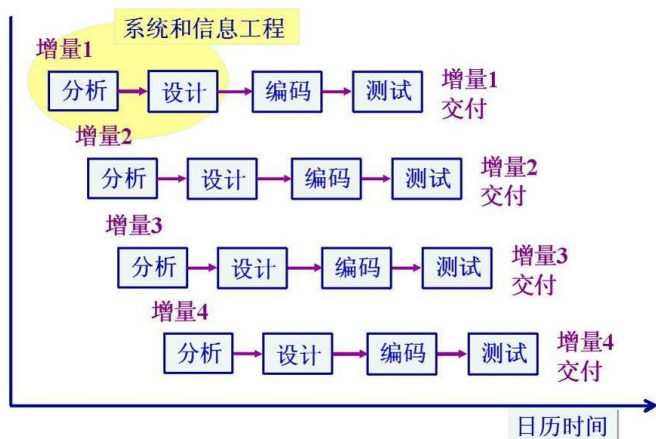 系统和信息工程
增量1
分析 设计 编码 测试 增量1
交付
增量2
分析 设计 编码 测试 增量2
交付
增量3
分析 设计 编码 测试 增量3
交付
增量4
分析 设计 编码 测试 增量4
交付
日历时间